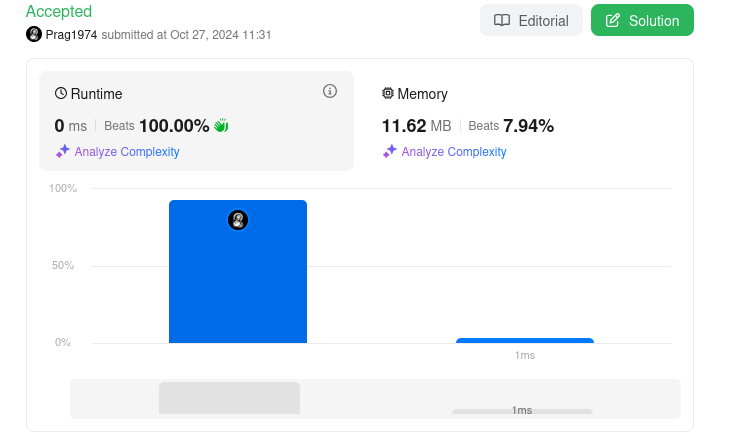 Accepted
Prag1974 submitted at Oct 27, 2024 11:31
Editorial
Solution
Runtime
0 ms | Beats 100.00%
Analyze Complexity
Memory
11.62 MB | Beats 7.94%
Analyze Complexity
100%
50%
0%
1ms
1ms